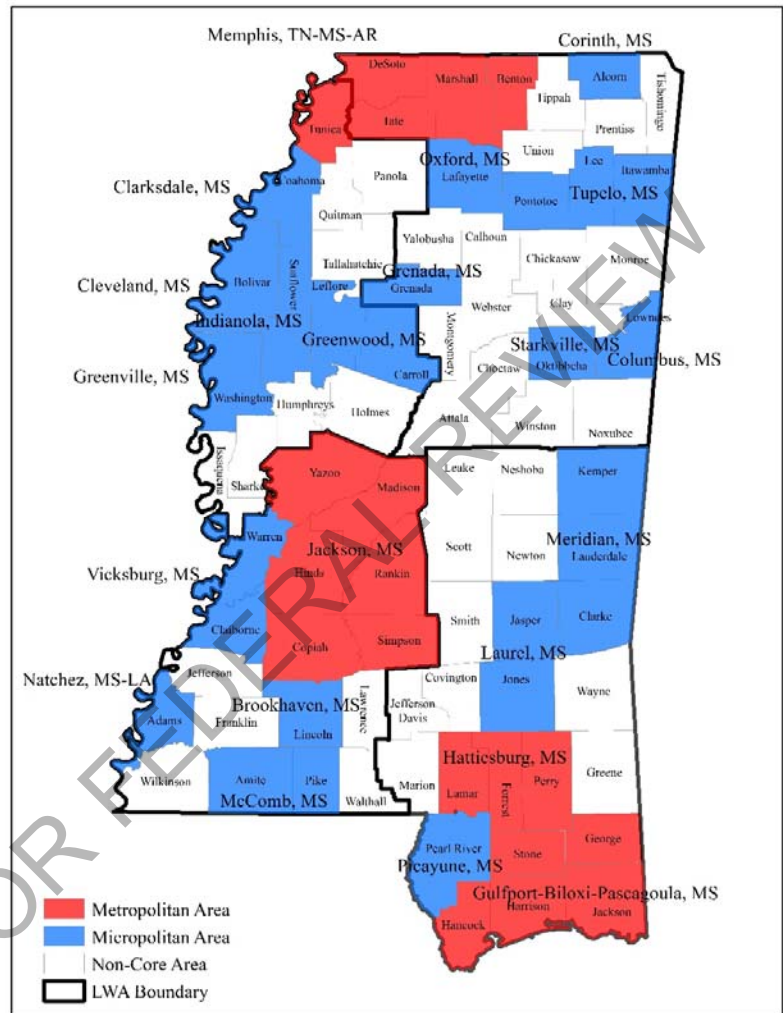 Memphis, TN-MS-AR
Corinth, MS
DeSoto
Marshall
Benton
Alcorn
Tippah
Tishomingo
Tunica
Tate
Prentiss
Union
Oxford, MS
Lee
Itawamba
Panola
Lafayette
Coahoma
Pontotoc
Tupelo, MS
Clarksdale, MS
Quitman
Yalobusha
Calhoun
Chickasaw
Monroe
Tallahatchie
Grenada, MS
Cleveland, MS
Bolivar
Sunflower
Leflore
Grenada
Clay
Webster
Lowndes
Indianola, MS
Greenwood, MS
Montgomery
Starkville, MS
Columbus, MS
Greenville, MS
Carroll
Choctaw
Oktibbeha
Washington
Humphreys
Holmes
Attala
Winston
Noxubee
Issaquena
Sharke
Yazoo
Madison
Leake
Neshoba
Kemper
Warren
Jackson, MS
Scott
Newton
Meridian, MS
Lauderdale
Vicksburg, MS
Hinds
Rankin
Claiborne
Smith
Jasper
Clarke
Simpson
Copiah
Laurel, MS
Natchez, MS-LA
Jefferson
Covington
Jones
Wayne
Lawrence
Brookhaven, MS
Jefferson
Davis
Adams
Franklin
Lincoln
Hattiesburg, MS
Wilkinson
Amite
Pike
Marion
Lamar
Forrest
Perry
Greene
McComb, MS
Walthall
Pearl River
George
Picayune, MS
Stone
Gulfport-Biloxi-Pascagoula, MS
Harrison
Jackson
Hancock
Metropolitan Area
Micropolitan Area
Non-Core Area
LWA Boundary
OR FEDERAL REVIEW